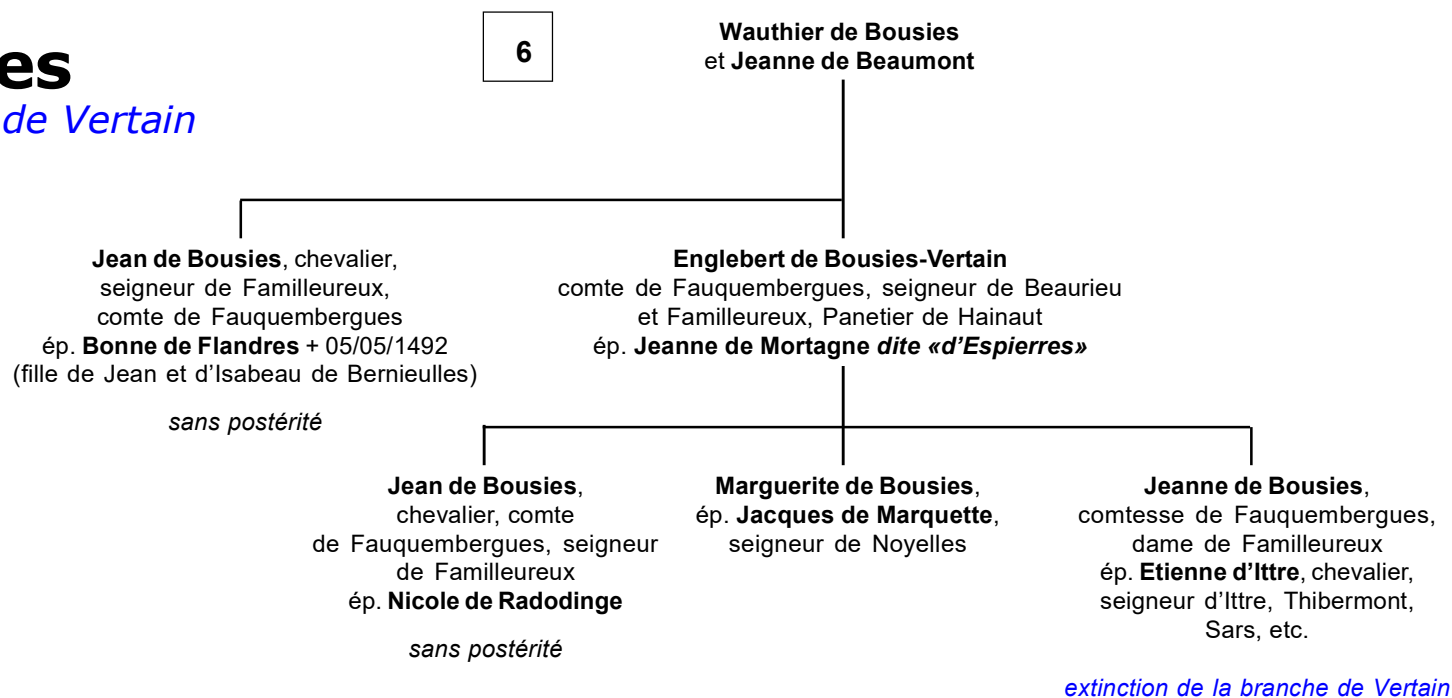 es
de Vertain
6
Wauthier de Bousies
et Jeanne de Beaumont
Jean de Bousies, chevalier,
seigneur de Familleureux,
comte de Fauquembergues
ép. Bonne de Flandres + 05/05/1492
(fille de Jean et d'Isabeau de Bernieulles)
sans postérité
Englebert de Bousies-Vertain
comte de Fauquembergues, seigneur de Beaurieu
et Familleureux, Panetier de Hainaut
ép. Jeanne de Mortagne dite «d'Espierres»
Jean de Bousies,
chevalier, comte
de Fauquembergues, seigneur
de Familleureux
ép. Nicole de Radodinge
sans postérité
Marguerite de Bousies,
ép. Jacques de Marquette,
seigneur de Noyelles
Jeanne de Bousies,
comtesse de Fauquembergues,
dame de Familleureux
ép. Etienne d'Ittre, chevalier,
seigneur d'Ittre, Thibermont,
Sars, etc.
extinction de la branche de Vertain